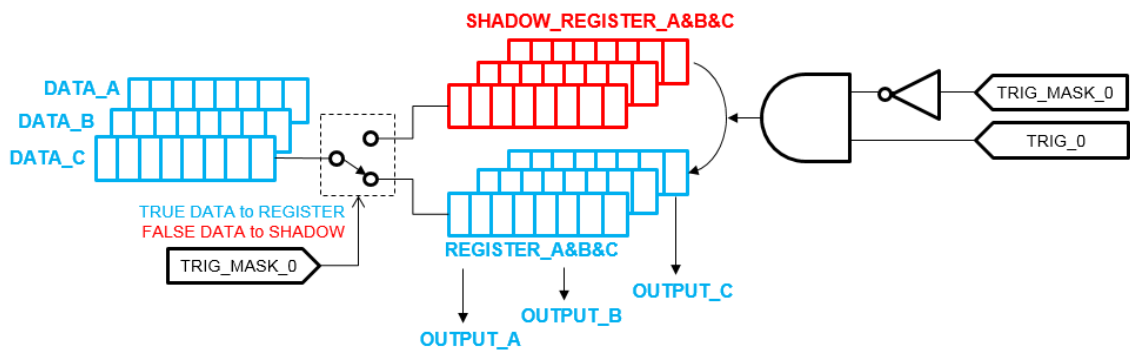 SHADOW_REGISTER_A&B&C
DATA_A
DATA_B
DATA_C
TRIG_MASK_0
TRIG_0
TRUE DATA to REGISTER
FALSE DATA to SHADOW
TRIG_MASK_0
REGISTER_A&B&C
OUTPUT_C
OUTPUT_B
OUTPUT_A